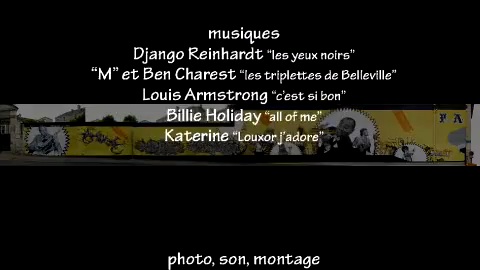 musiques
Django Reinhardt “les yeux noirs”
“M” et Ben Charest “les triplettes de Belleville”
Louis Armstrong “c'est si bon”
Billie Holiday “all of me”
Katerine “Louxor j'adore”
P A
photo, son, montage